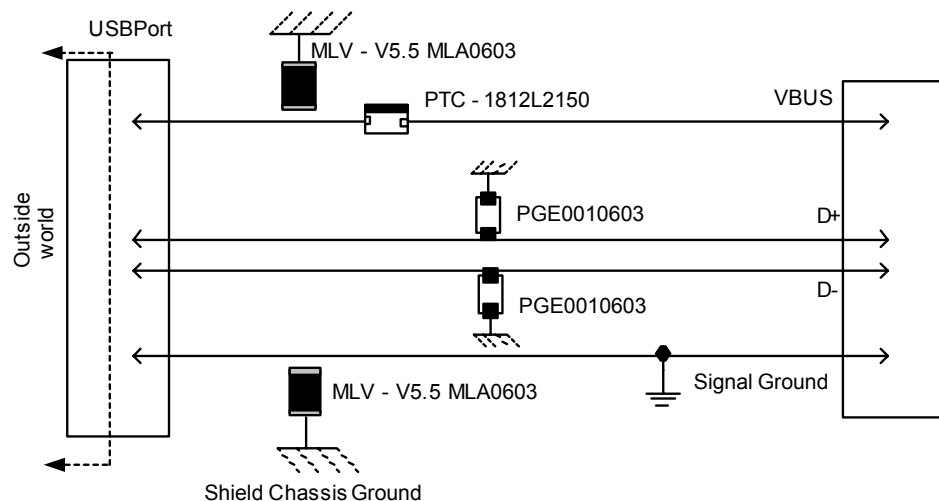 USBPort
MLV - V5.5 MLA0603
PTC - 1812L2150
VBUS
PGE0010603
D+
Outside
world
D-
PGE0010603
MLV - V5.5 MLA0603
Signal Ground
Shield Chassis Ground